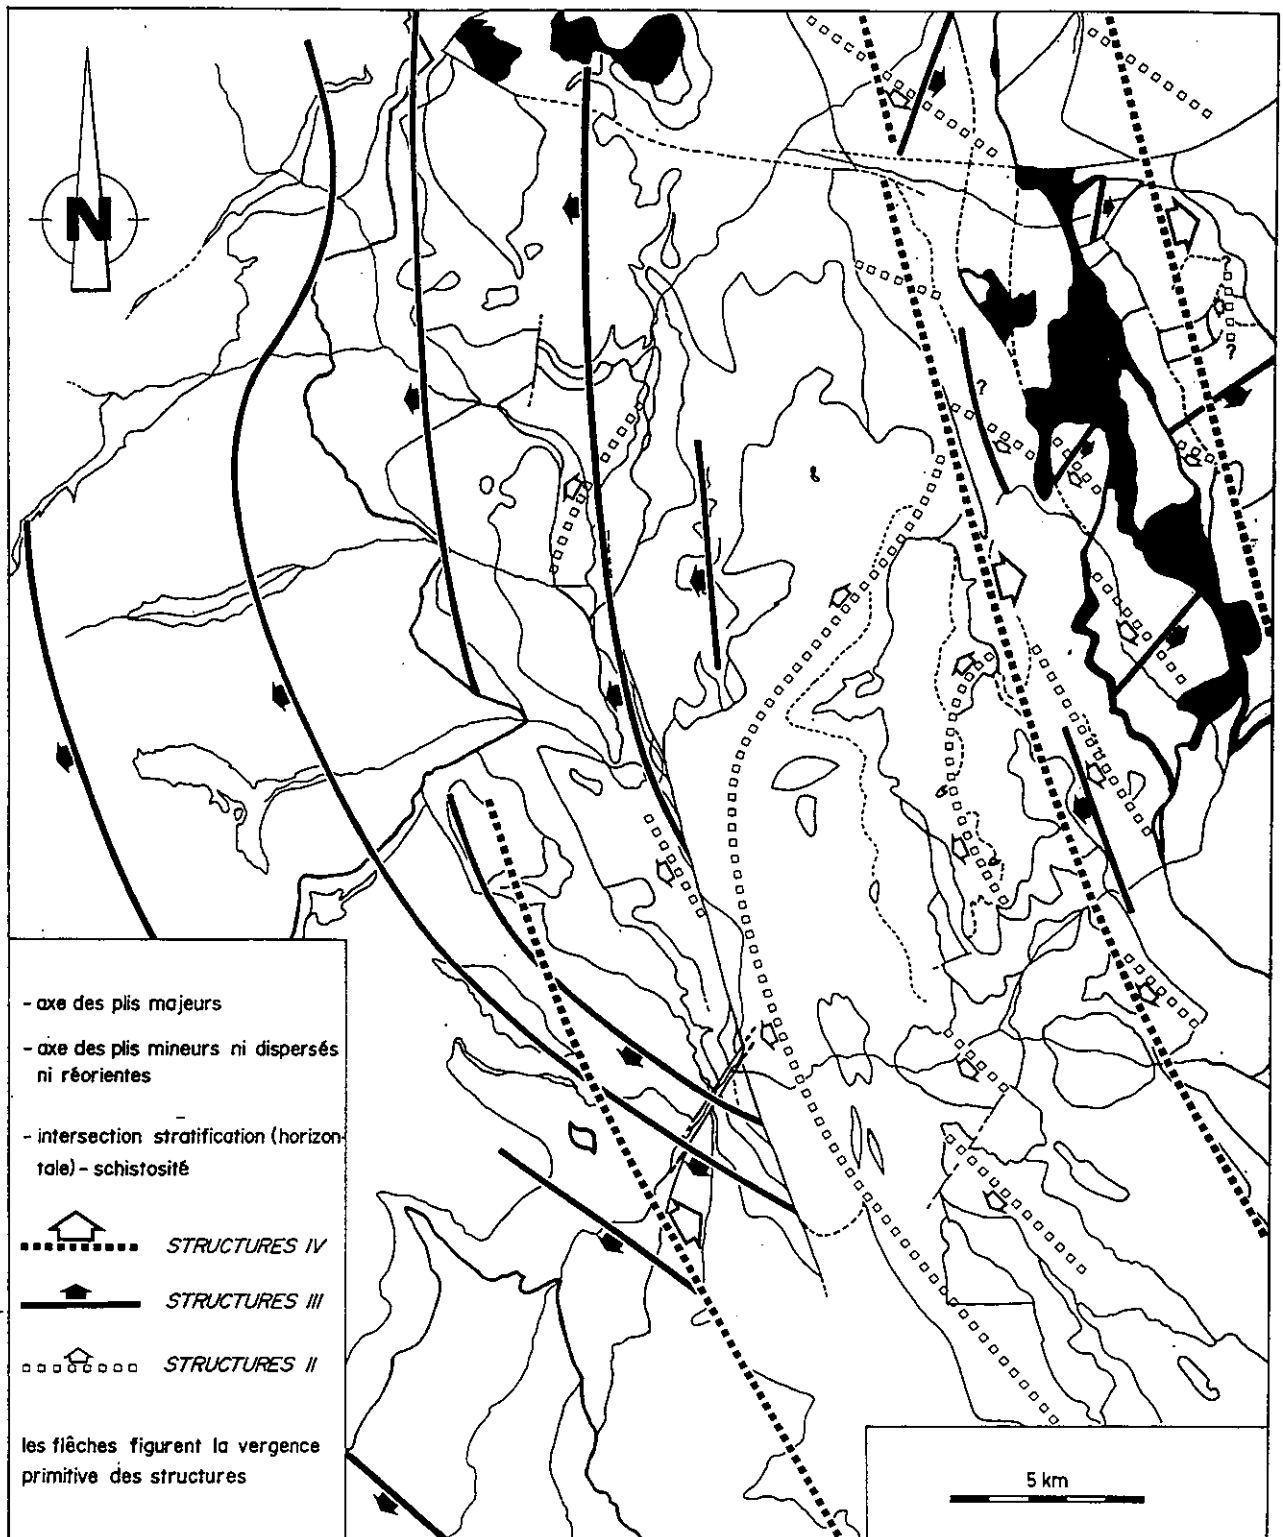 N
?
?
?
- axe des plis majeurs
- axe des plis mineurs ni dispersés
ni réorientes
- intersection stratification (horizon-
tale) - schistosité
STRUCTURES IV
STRUCTURES III
STRUCTURES II
les flêches figurent la vergence
primitive des structures
5 km